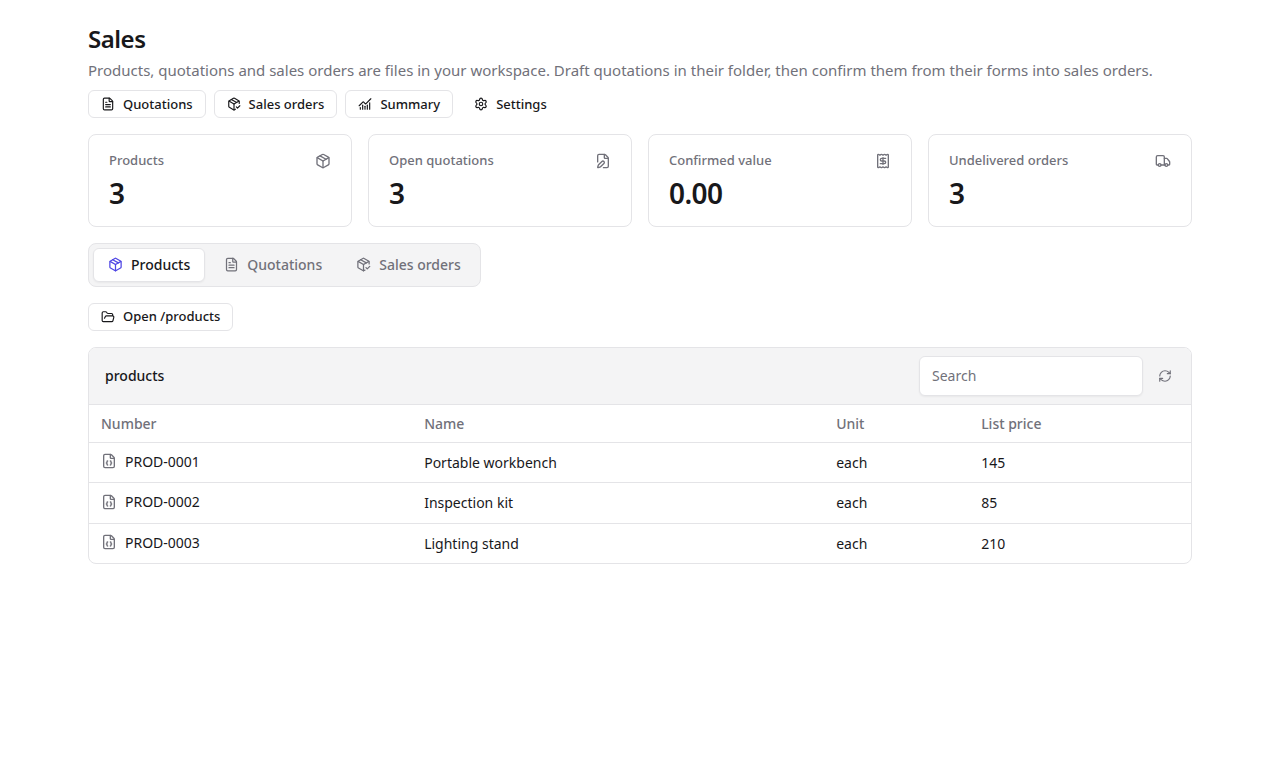 Sales
Products, quotations and sales orders are files in your workspace. Draft quotations in their folder, then confirm them from their forms into sales orders.
Quotations Sales orders Summary Settings
Products Open quotations Confirmed value Undelivered orders
3 3 0.00 3
Products Quotations Sales orders
Open /products
products Search
Number Name Unit List price
PROD-0001 Portable workbench each 145
PROD-0002 Inspection kit each 85
PROD-0003 Lighting stand each 210